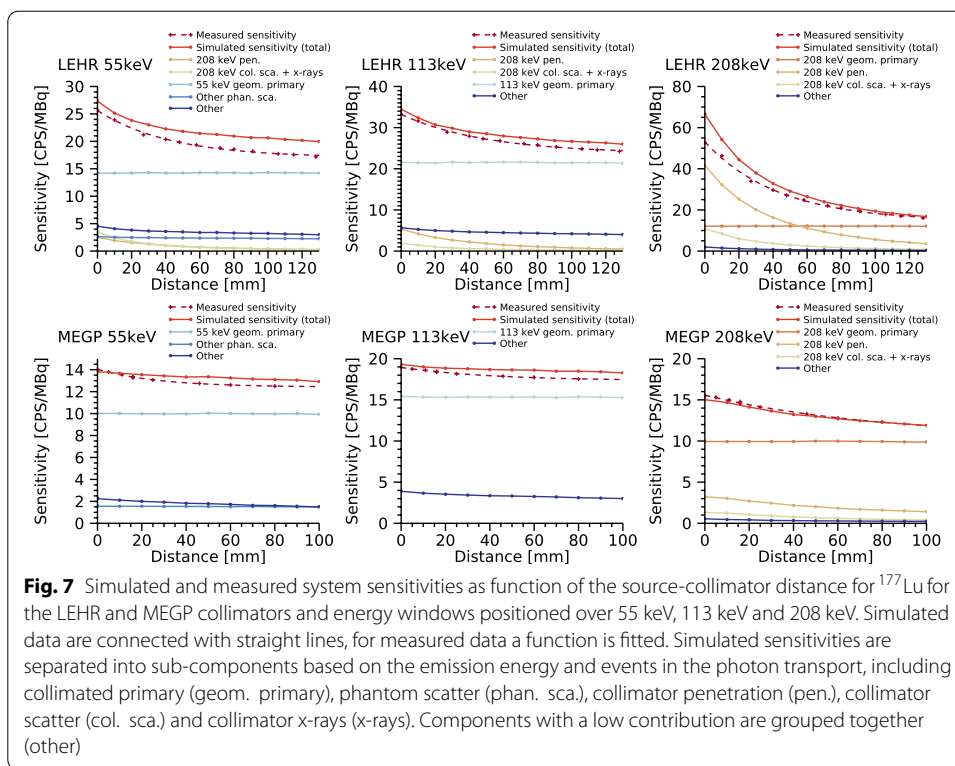 Measured sensitivity
Simulated sensitivity (total)
208 keV pen.
208 keV col. sca. + x-rays
55 keV geom. primary
Other phan. sca.
Other
LEHR 55keV
Sensitivity [CPS/MBq]
30
25
20
15
10
5
0
0 20 40 60 80 100 120
Distance [mm]
Measured sensitivity
Simulated sensitivity (total)
208 keV pen.
208 keV col. sca. + x-rays
113 keV geom. primary
Other
LEHR 113keV
Sensitivity [CPS/MBq]
40
30
20
10
0
0 20 40 60 80 100 120
Distance [mm]
Measured sensitivity
Simulated sensitivity (total)
208 keV geom. primary
208 keV pen.
208 keV col. sca. + x-rays
Other
LEHR 208keV
Sensitivity [CPS/MBq]
80
60
40
20
0
0 20 40 60 80 100 120
Distance [mm]
Measured sensitivity
Simulated sensitivity (total)
55 keV geom. primary
Other phan. sca.
Other
MEGP 55keV
Sensitivity [CPS/MBq]
14
12
10
8
6
4
2
0
0 20 40 60 80 100
Distance [mm]
Measured sensitivity
Simulated sensitivity (total)
113 keV geom. primary
Other
MEGP 113keV
Sensitivity [CPS/MBq]
20
15
10
5
0
0 20 40 60 80 100
Distance [mm]
Measured sensitivity
Simulated sensitivity (total)
208 keV geom. primary
208 keV pen.
208 keV col. sca. + x-rays
Other
MEGP 208keV
Sensitivity [CPS/MBq]
20
15
10
5
0
0 20 40 60 80 100
Distance [mm]
Fig. 7 Simulated and measured system sensitivities as function of the source-collimator distance for ¹⁷⁷Lu for
the LEHR and MEGP collimators and energy windows positioned over 55 keV, 113 keV and 208 keV. Simulated
data are connected with straight lines, for measured data a function is fitted. Simulated sensitivities are
separated into sub-components based on the emission energy and events in the photon transport, including
collimated primary (geom. primary), phantom scatter (phan. sca.), collimator penetration (pen.), collimator
scatter (col. sca.) and collimator x-rays (x-rays). Components with a low contribution are grouped together
(other)